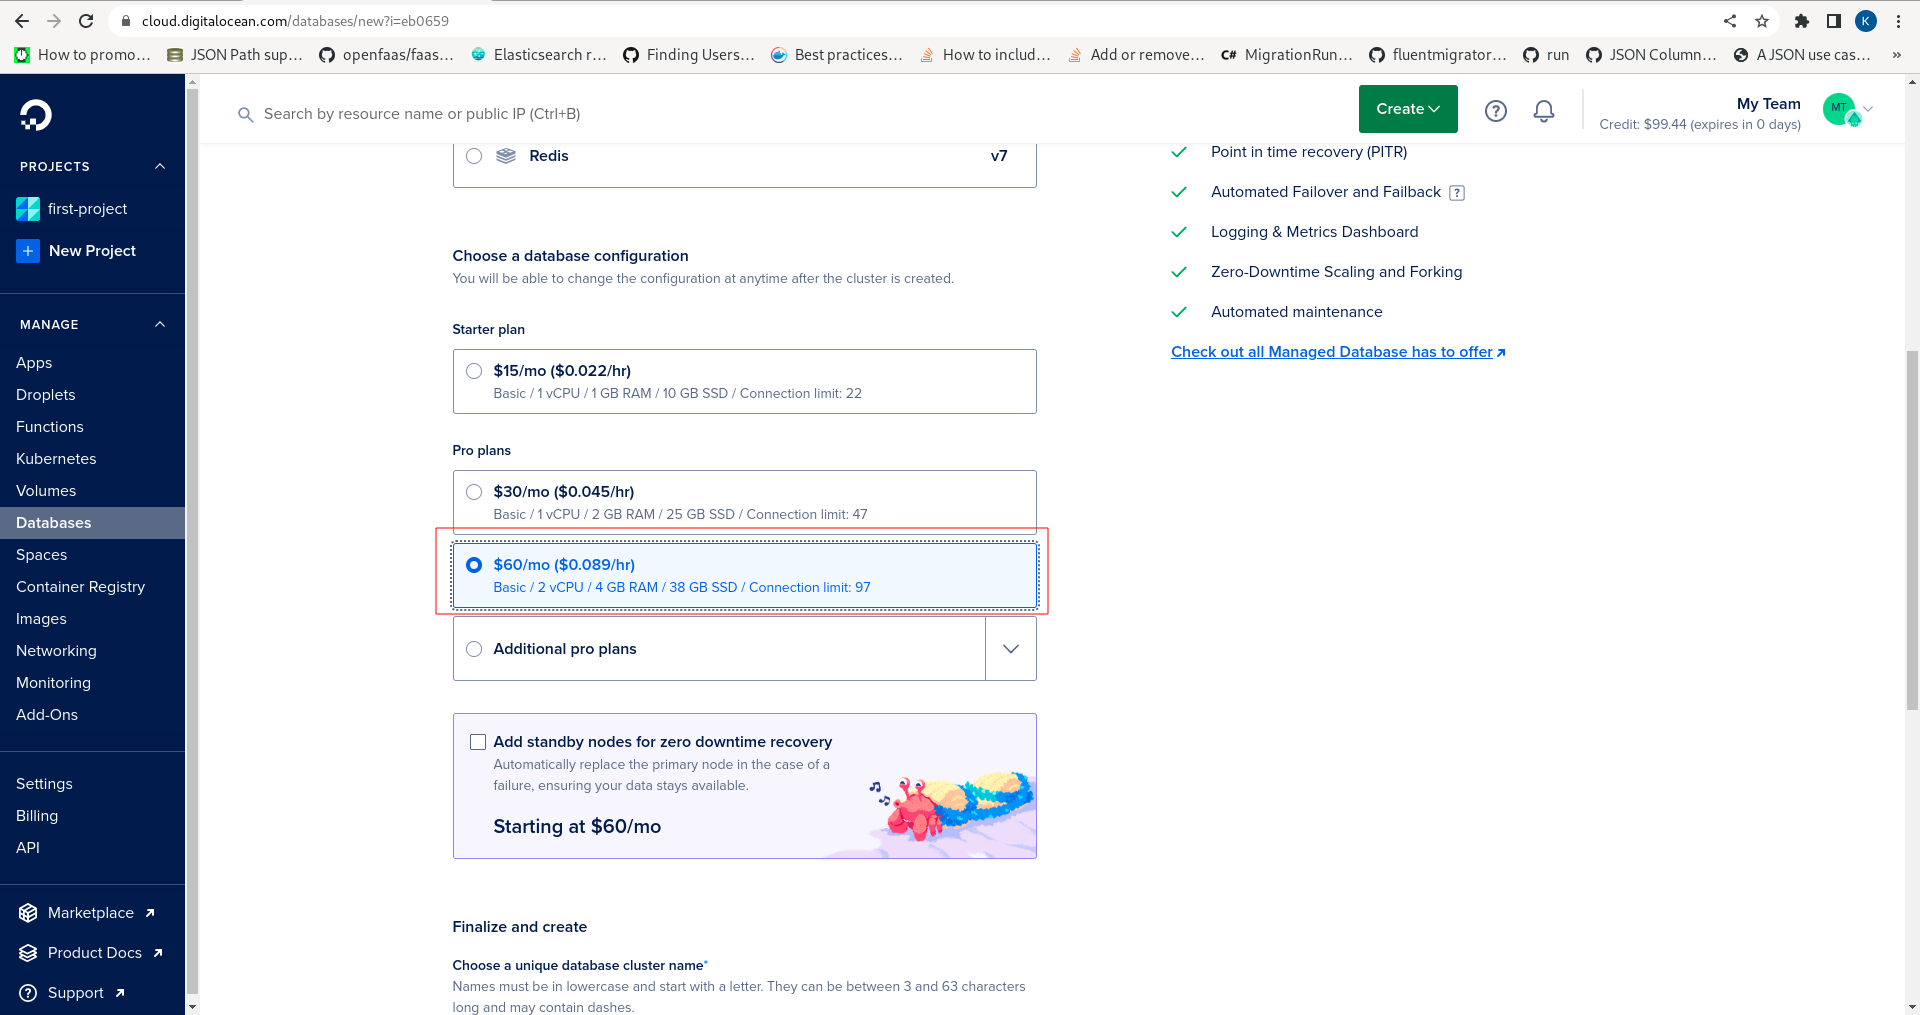 cloud.digitalocean.com/databases/new?i=eb0659
K
How to promo...
JSON Path sup...
openfaas/faas...
Elasticsearch r...
Finding Users...
Best practices...
How to includ...
Add or remove...
C# MigrationRun...
fluentmigrator...
run
JSON Column...
A JSON use cas...
»
Search by resource name or public IP (Ctrl+B)
Create
My Team
Credit: $99.44 (expires in 0 days)
MT
PROJECTS
first-project
New Project
MANAGE
Apps
Droplets
Functions
Kubernetes
Volumes
Databases
Spaces
Container Registry
Images
Networking
Monitoring
Add-Ons
Settings
Billing
API
Marketplace
Product Docs
Support
Redis
v7
Choose a database configuration
You will be able to change the configuration at anytime after the cluster is created.
Starter plan
$15/mo ($0.022/hr)
Basic / 1 vCPU / 1 GB RAM / 10 GB SSD / Connection limit: 22
Pro plans
$30/mo ($0.045/hr)
Basic / 1 vCPU / 2 GB RAM / 25 GB SSD / Connection limit: 47
$60/mo ($0.089/hr)
Basic / 2 vCPU / 4 GB RAM / 38 GB SSD / Connection limit: 97
Additional pro plans
Add standby nodes for zero downtime recovery
Automatically replace the primary node in the case of a
failure, ensuring your data stays available.
Starting at $60/mo
Finalize and create
Choose a unique database cluster name*
Names must be in lowercase and start with a letter. They can be between 3 and 63 characters
long and may contain dashes.
Point in time recovery (PITR)
Automated Failover and Failback ?
Logging & Metrics Dashboard
Zero-Downtime Scaling and Forking
Automated maintenance
Check out all Managed Database has to offer